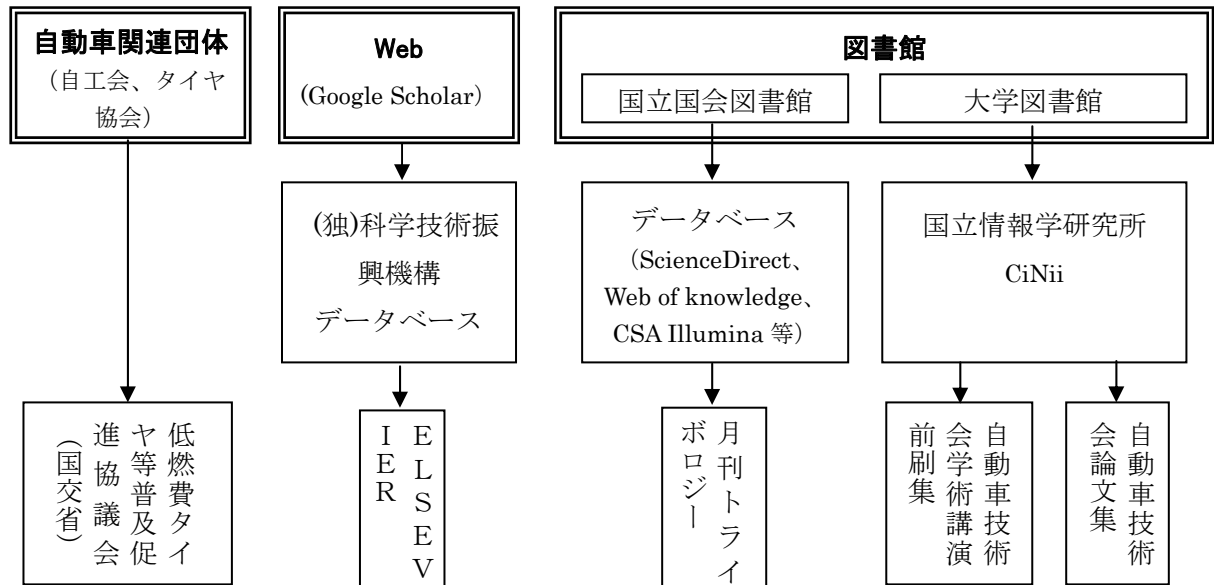 自動車関連団体
（自工会、タイヤ
協会）
Web
(Google Scholar)
図書館
国立国会図書館
大学図書館
(独)科学技術振
興機構
データベース
データベース
（ScienceDirect、
Web of knowledge、
CSA Illumina 等）
国立情報学研究所
CiNii
低燃費タイ
ヤ等普及促
進協議会
（国交省）
ELSEV
IER
月刊トライ
ボロジー
自動車技術
会学術講演
前刷集
自動車技術
会論文集